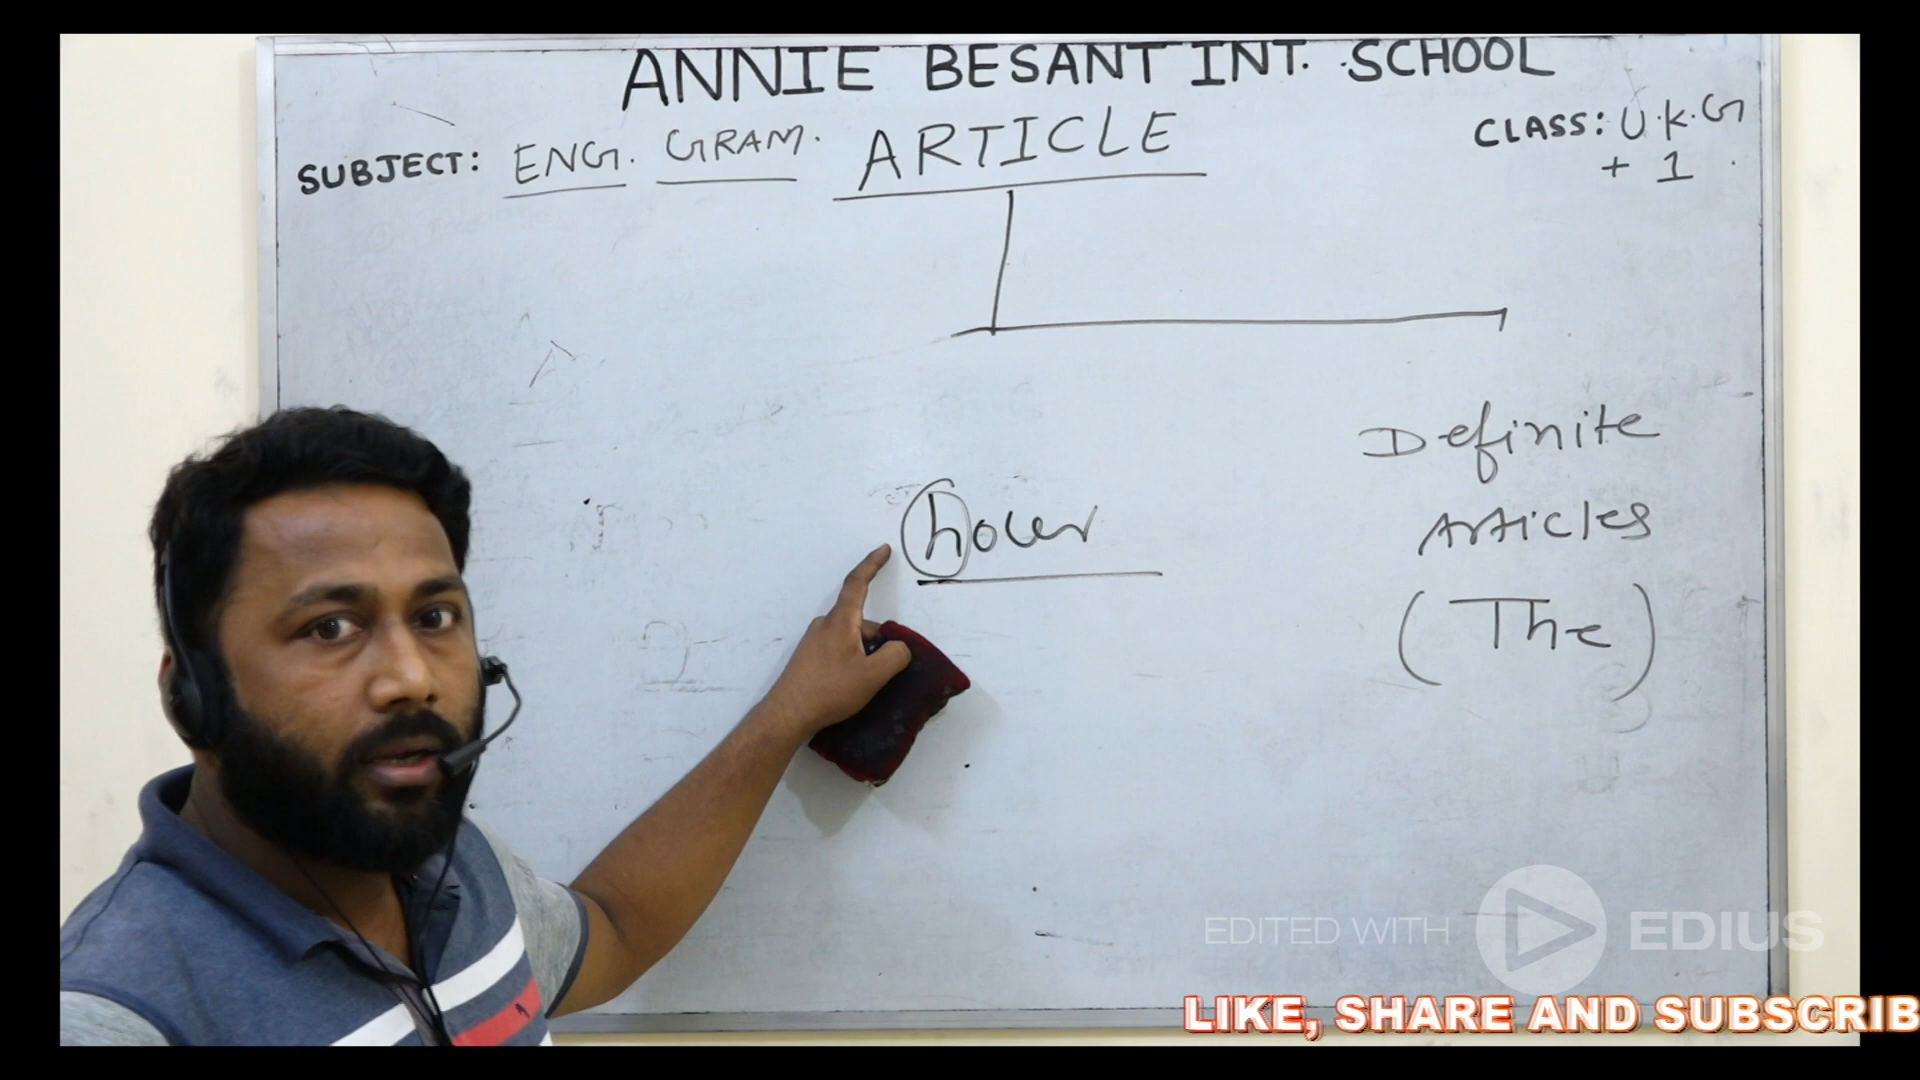 ANNIE BESANT INT. SCHOOL
SUBJECT: ENG. GRAM. ARTICLE
CLASS: U.K.G
+ 1
Definite
Articles
(The)
hour
EDITED WITH EDIUS
LIKE, SHARE AND SUBSCRIB